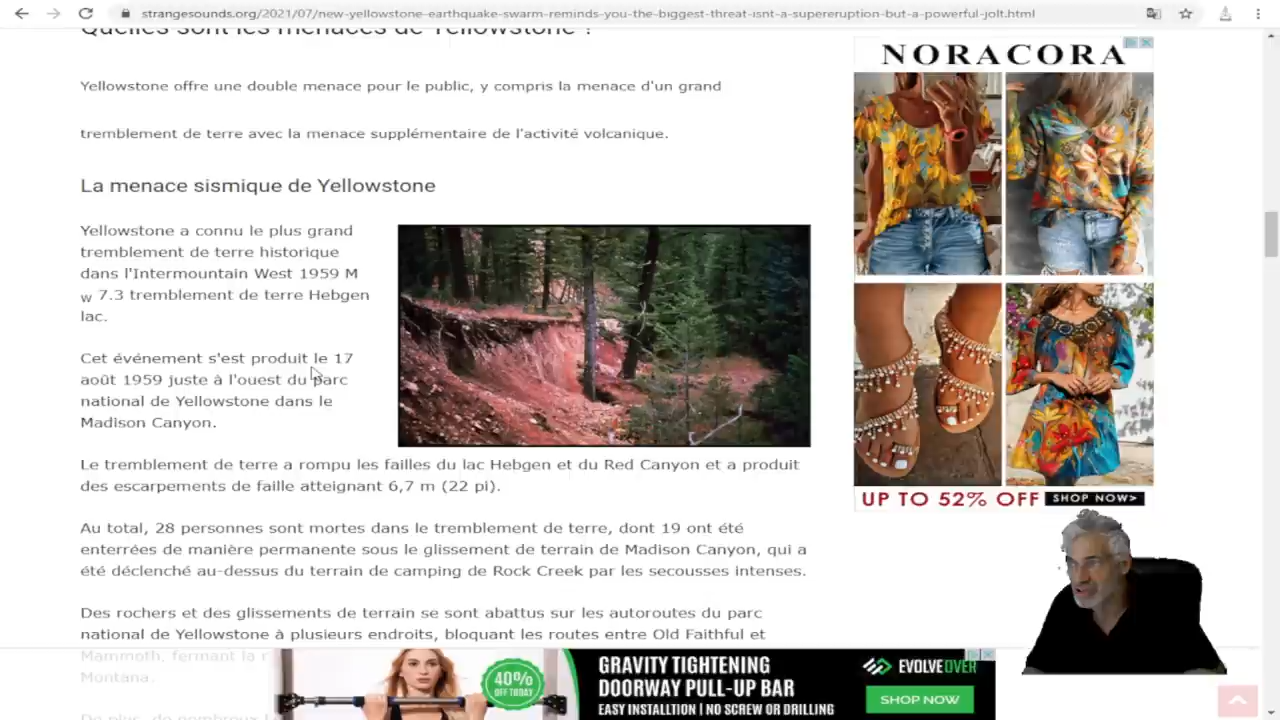 strangesounds.org/2021/07/new-yellowstone-earthquake-swarm-reminds-you-the-biggest-threat-isnt-a-supereruption-but-a-powerful-jolt.html
Quelles sont les menaces de Yellowstone ?
Yellowstone offre une double menace pour le public, y compris la menace d'un grand
tremblement de terre avec la menace supplémentaire de l'activité volcanique.
La menace sismique de Yellowstone
Yellowstone a connu le plus grand
tremblement de terre historique
dans l'Intermountain West 1959 M
w 7.3 tremblement de terre Hebgen
lac.
Cet événement s'est produit le 17
août 1959 juste à l'ouest du parc
national de Yellowstone dans le
Madison Canyon.
Le tremblement de terre a rompu les failles du lac Hebgen et du Red Canyon et a produit
des escarpements de faille atteignant 6,7 m (22 pi).
Au total, 28 personnes sont mortes dans le tremblement de terre, dont 19 ont été
enterrées de manière permanente sous le glissement de terrain de Madison Canyon, qui a
été déclenché au-dessus du terrain de camping de Rock Creek par les secousses intenses.
Des rochers et des glissements de terrain se sont abattus sur les autoroutes du parc
national de Yellowstone à plusieurs endroits, bloquant les routes entre Old Faithful et
Mammoth, fermant la r
Montana.
De plus, de nombreux
NORACORA
UP TO 52% OFF SHOP NOW>
40%
OFF TODAY
GRAVITY TIGHTENING
DOORWAY PULL-UP BAR
EASY INSTALLTION | NO SCREW OR DRILLING
EVOLVEOVER
SHOP NOW